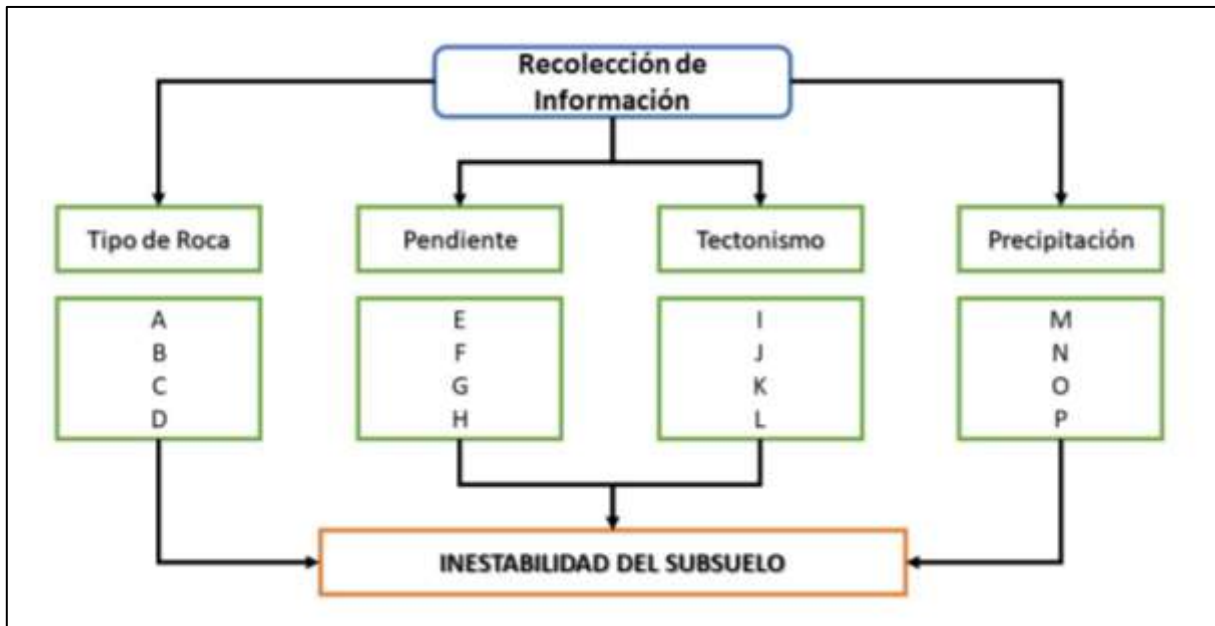 Recolección de
Información
Tipo de Roca
Pendiente
Tectonismo
Precipitación
A
B
C
D
E
F
G
H
I
J
K
L
M
N
O
P
INESTABILIDAD DEL SUBSUELO